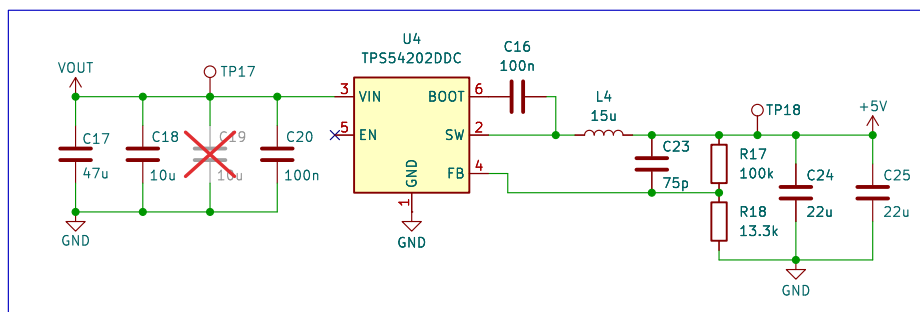 U4
TPS54202DDC
VOUT
TP17
C16
100n
3
VIN
BOOT
6
L4
15u
TP18
+5V
C17
47u
C18
10u
C19
10u
C20
100n
5
EN
SW
2
FB
4
GND
1
GND
GND
C23
75p
R17
100k
R18
13.3k
C24
22u
C25
22u
GND